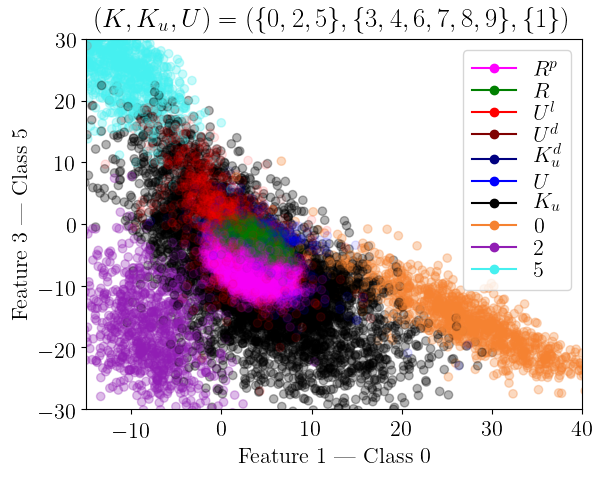 (K, K_u, U) = ({0, 2, 5}, {3, 4, 6, 7, 8, 9}, {1})
30
20
10
0
−10
−20
−30
Feature 3 — Class 5
R^p
R
U^l
U^d
K_u^d
U
K_u
0
2
5
−10
0
10
20
30
40
Feature 1 — Class 0